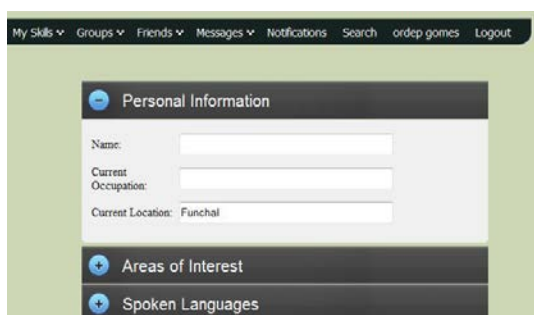 My Skills Groups Friends Messages Notifications Search ordep gomes Logout
Personal Information
Name:
Current
Occupation:
Current Location: Funchal
Areas of Interest
Spoken Languages